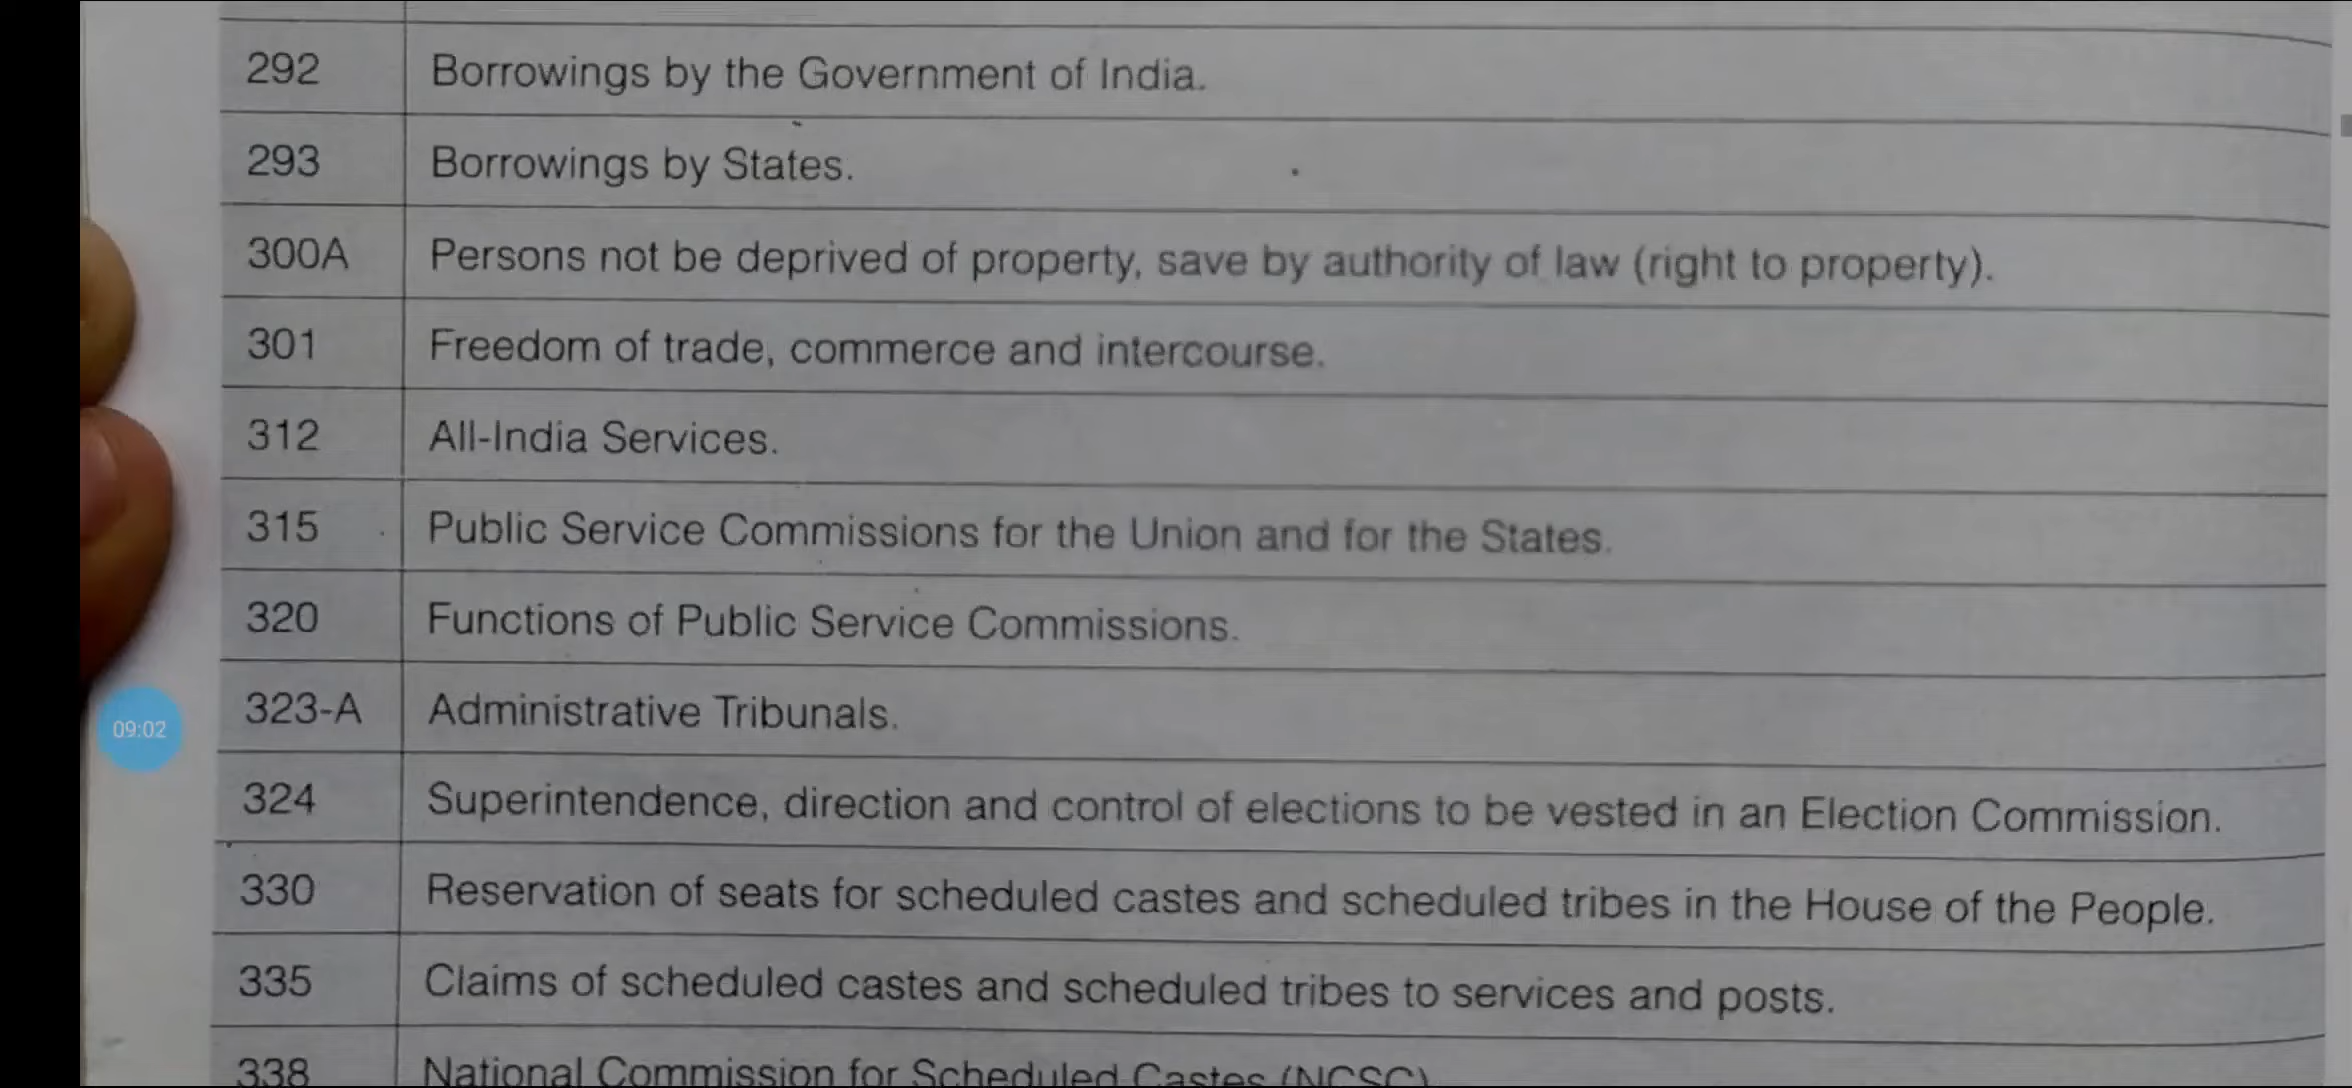 292 Borrowings by the Government of India.
293 Borrowings by States.
300A Persons not be deprived of property, save by authority of law (right to property).
301 Freedom of trade, commerce and intercourse.
312 All-India Services.
315 Public Service Commissions for the Union and for the States.
320 Functions of Public Service Commissions.
323-A Administrative Tribunals.
09:02
324 Superintendence, direction and control of elections to be vested in an Election Commission.
330 Reservation of seats for scheduled castes and scheduled tribes in the House of the People.
335 Claims of scheduled castes and scheduled tribes to services and posts.
338 National Commission for Scheduled Castes (NCSC)